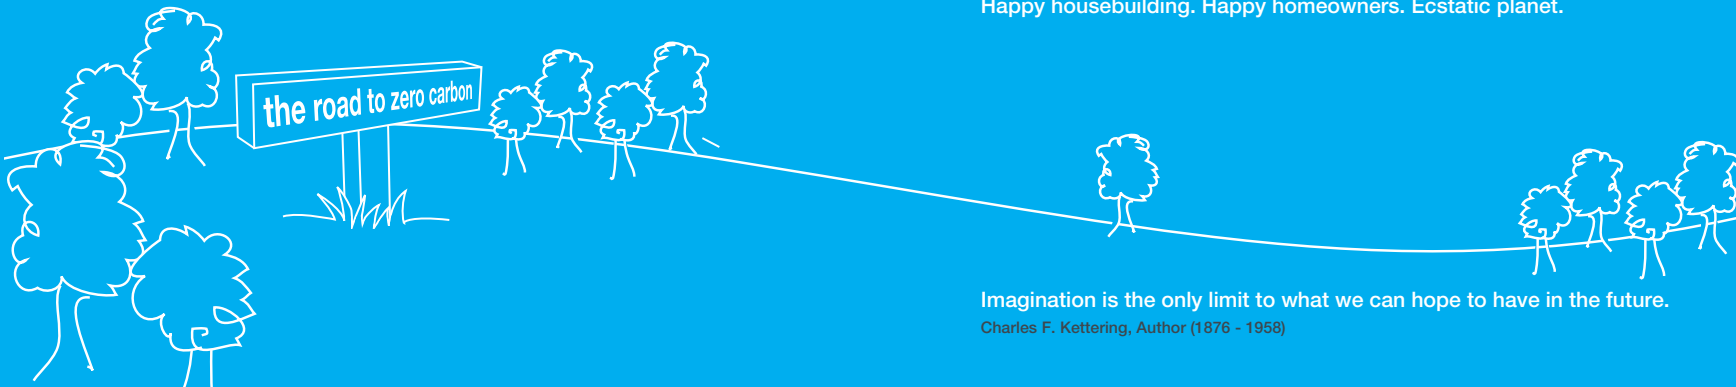 Happy housebuilding. Happy homeowners. Ecstatic planet.
the road to zero carbon
Imagination is the only limit to what we can hope to have in the future.
Charles F. Kettering, Author (1876 - 1958)